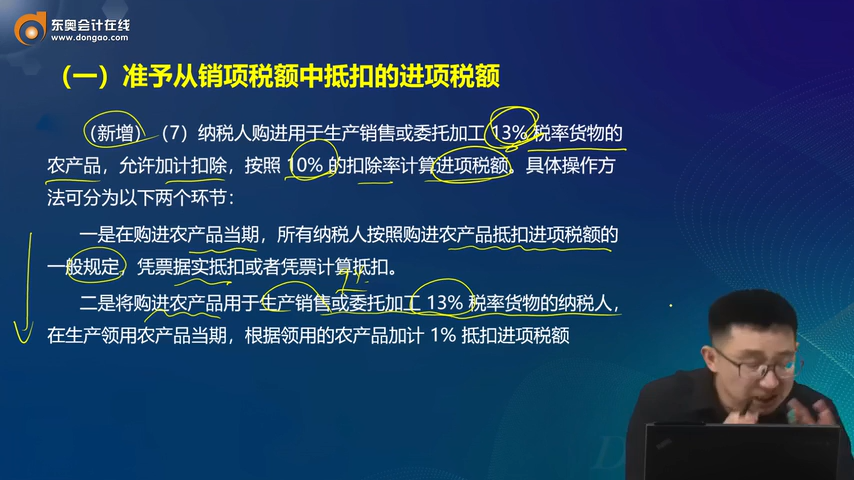 东奥会计在线
www.dongao.com
（一）准予从销项税额中抵扣的进项税额
（新增）（7）纳税人购进用于生产销售或委托加工 13% 税率货物的
农产品，允许加计扣除，按照 10% 的扣除率计算进项税额。具体操作方
法可分为以下两个环节：
一是在购进农产品当期，所有纳税人按照购进农产品抵扣进项税额的
一般规定，凭票据实抵扣或者凭票计算抵扣。
二是将购进农产品用于生产销售或委托加工 13% 税率货物的纳税人，
在生产领用农产品当期，根据领用的农产品加计 1% 抵扣进项税额